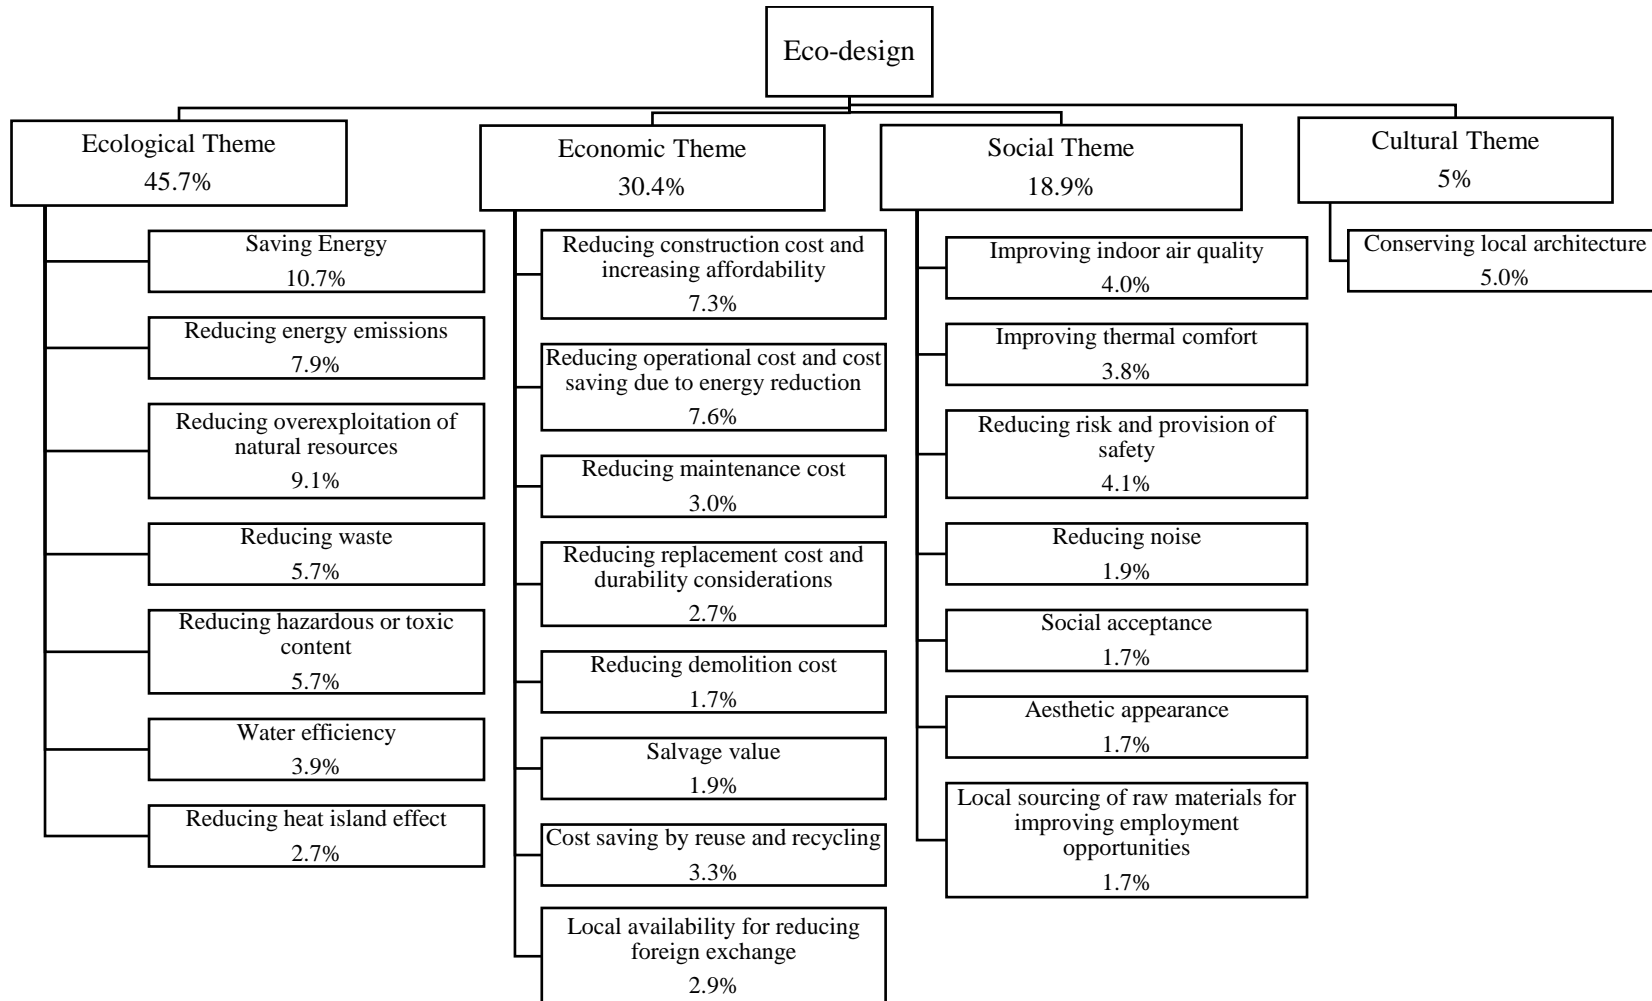 Eco-design
Ecological Theme
45.7%
Saving Energy
10.7%
Reducing energy emissions
7.9%
Reducing overexploitation of
natural resources
9.1%
Reducing waste
5.7%
Reducing hazardous or toxic
content
5.7%
Water efficiency
3.9%
Reducing heat island effect
2.7%
Economic Theme
30.4%
Reducing construction cost and
increasing affordability
7.3%
Reducing operational cost and cost
saving due to energy reduction
7.6%
Reducing maintenance cost
3.0%
Reducing replacement cost and
durability considerations
2.7%
Reducing demolition cost
1.7%
Salvage value
1.9%
Cost saving by reuse and recycling
3.3%
Local availability for reducing
foreign exchange
2.9%
Social Theme
18.9%
Improving indoor air quality
4.0%
Improving thermal comfort
3.8%
Reducing risk and provision of
safety
4.1%
Reducing noise
1.9%
Social acceptance
1.7%
Aesthetic appearance
1.7%
Local sourcing of raw materials for
improving employment
opportunities
1.7%
Cultural Theme
5%
Conserving local architecture
5.0%